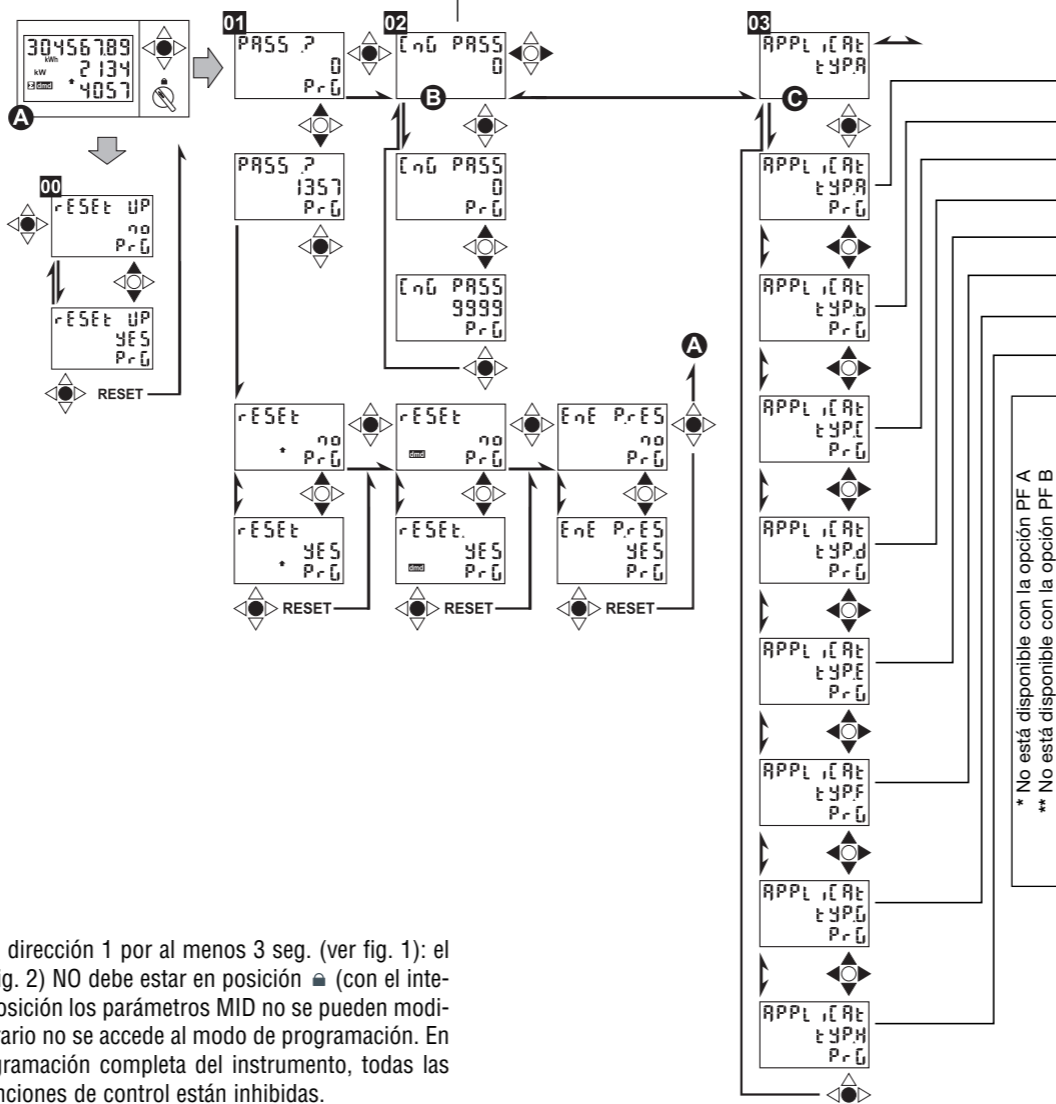 01
02
03
304567.89
kWh
kW
2134
Σ dmd
4057
A
PASS .?
0
PrG
CnG PASS
0
B
APPLiCAt
tYP.A
C
PASS .?
1357
PrG
CnG PASS
0
PrG
CnG PASS
9999
PrG
00
rESEt UP
no
PrG
rESEt UP
YES
PrG
RESET
A
rESEt
no
PrG
rESEt
no
dmd
PrG
EnE P.rES
no
PrG
rESEt
YES
PrG
rESEt.
YES
dmd
PrG
EnE P.rES
YES
PrG
RESET
RESET
RESET
APPLiCAt
tYP.A
PrG
APPLiCAt
tYP.b
PrG
APPLiCAt
tYP.C
PrG
APPLiCAt
tYP.d
PrG
APPLiCAt
tYP.E
PrG
APPLiCAt
tYP.F
PrG
APPLiCAt
tYP.G
PrG
APPLiCAt
tYP.H
PrG
* No está disponible con la opción PF A
** No está disponible con la opción PF B
dirección 1 por al menos 3 seg. (ver fig. 1): el
ig. 2) NO debe estar en posición (con el inte-
osición los parámetros MID no se pueden modi-
rario no se accede al modo de programación. En
gramación completa del instrumento, todas las
nciones de control están inhibidas.